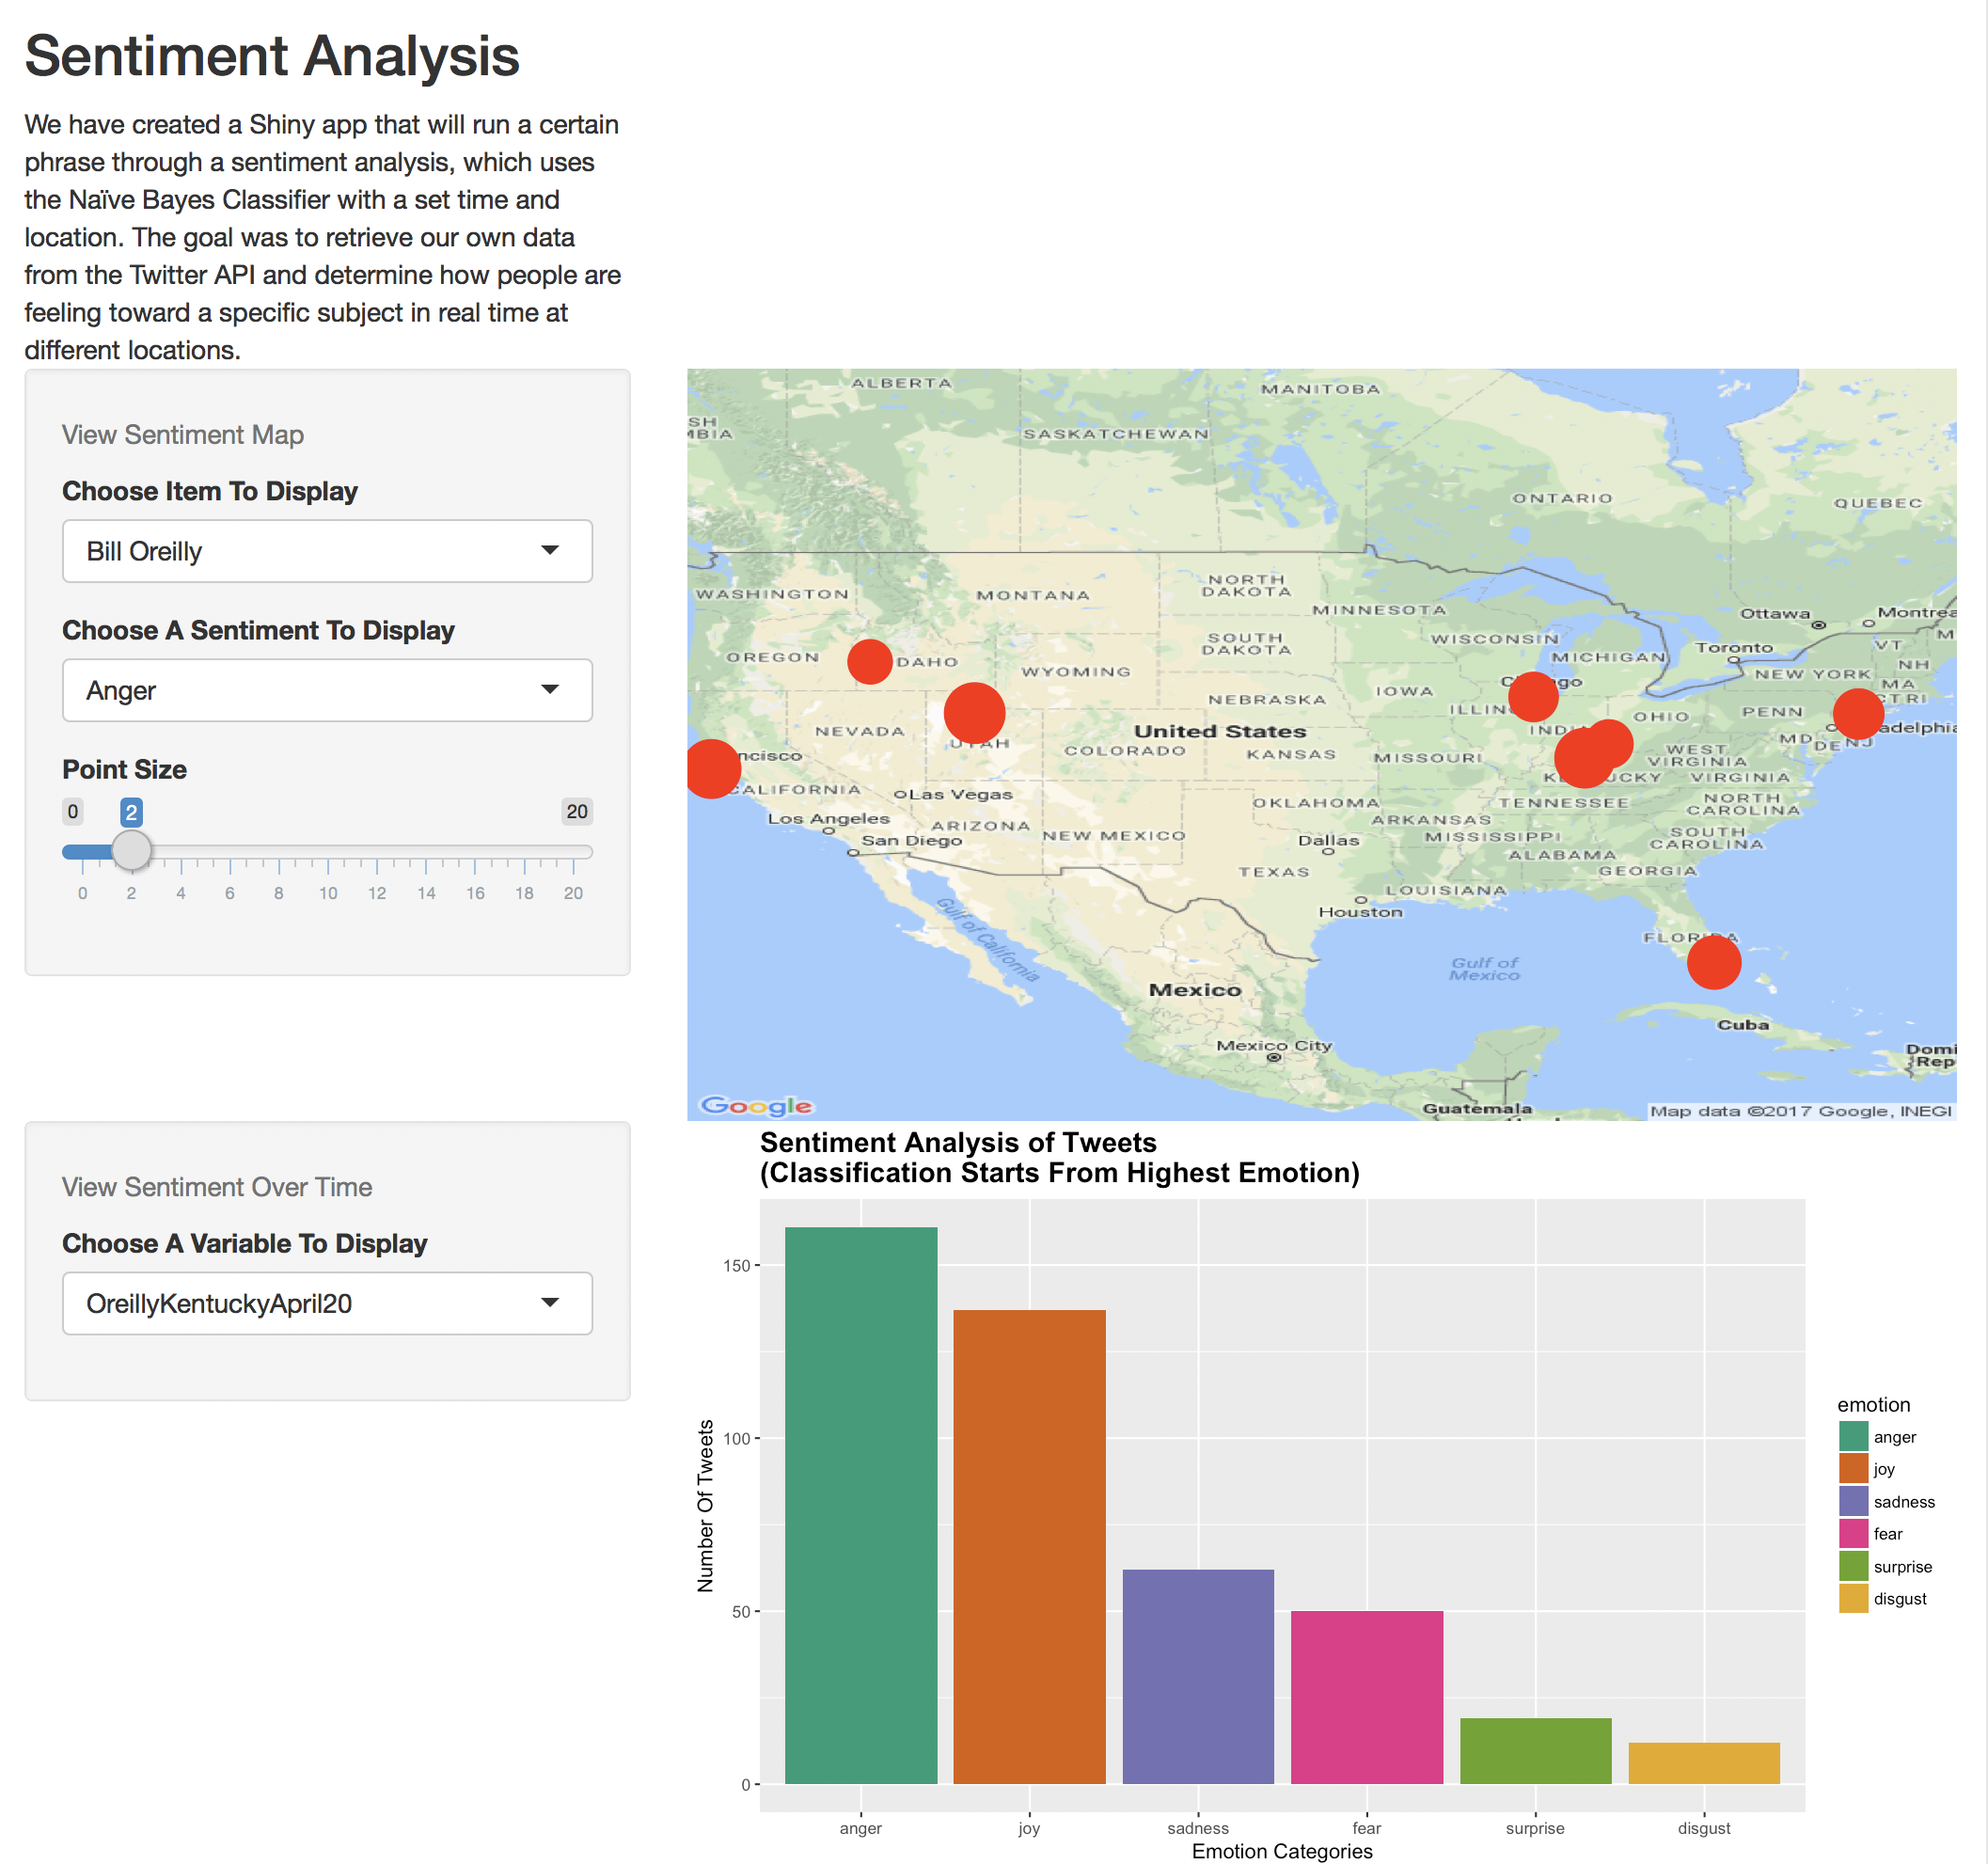 Sentiment Analysis
We have created a Shiny app that will run a certain
phrase through a sentiment analysis, which uses
the Naïve Bayes Classifier with a set time and
location. The goal was to retrieve our own data
from the Twitter API and determine how people are
feeling toward a specific subject in real time at
different locations.
View Sentiment Map
Choose Item To Display
Bill Oreilly
Choose A Sentiment To Display
Anger
Point Size
0 2 20
0 2 4 6 8 10 12 14 16 18 20
ALBERTA
MANITOBA
SH
MBIA
SASKATCHEWAN
ONTARIO
QUEBEC
WASHINGTON
MONTANA
NORTH
DAKOTA
MINNESOTA
Ottawa
Montrea
OREGON
DAHO
SOUTH
DAKOTA
WISCONSIN
MICHIGAN
Toronto
VT
NH
WYOMING
NEW YORK
MA
CT RI
NEBRASKA
IOWA
C go
ILLIN
OHIO
PENN
NEVADA
UTAH
United States
IND
MD
DE NJ
adelphia
ncisco
COLORADO
KANSAS
MISSOURI
WEST
VIRGINIA
K UCKY
VIRGINIA
CALIFORNIA
Las Vegas
OKLAHOMA
TENNESSEE
NORTH
CAROLINA
Los Angeles
ARIZONA
NEW MEXICO
ARKANSAS
MISSISSIPPI
SOUTH
CAROLINA
San Diego
Dallas
ALABAMA
TEXAS
GEORGIA
LOUISIANA
Houston
Gulf of California
FLORIDA
Gulf of
Mexico
Mexico
Cuba
Mexico City
Domi
Rep
Guatemala
Google
Map data ©2017 Google, INEGI
View Sentiment Over Time
Choose A Variable To Display
OreillyKentuckyApril20
Sentiment Analysis of Tweets
(Classification Starts From Highest Emotion)
Number Of Tweets
150
100
50
0
anger joy sadness fear surprise disgust
Emotion Categories
emotion
anger
joy
sadness
fear
surprise
disgust